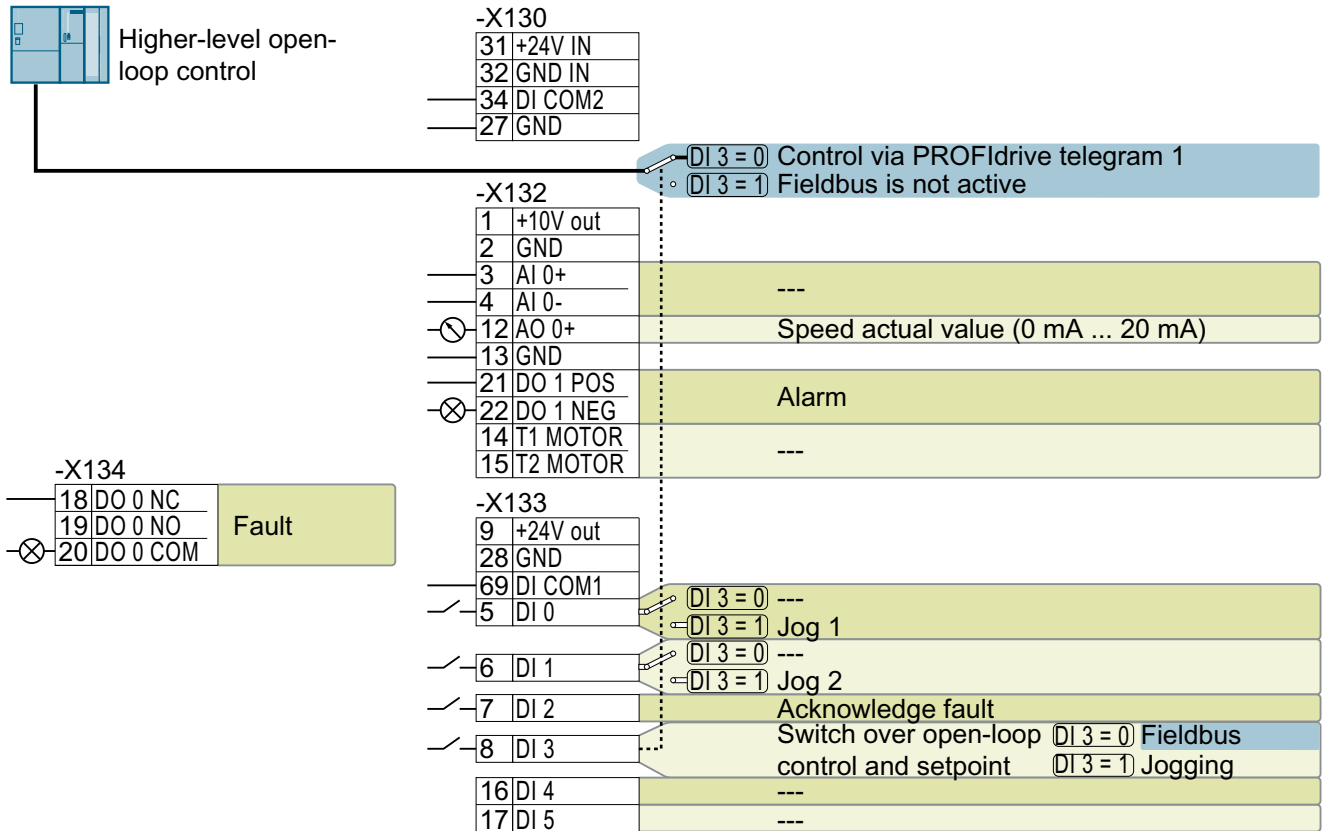 Higher-level open-
loop control
-X130
31 +24V IN
32 GND IN
34 DI COM2
27 GND
DI 3 = 0 Control via PROFIdrive telegram 1
DI 3 = 1 Fieldbus is not active
-X132
1 +10V out
2 GND
3 AI 0+
---
4 AI 0-
12 AO 0+ Speed actual value (0 mA ... 20 mA)
13 GND
21 DO 1 POS
Alarm
22 DO 1 NEG
14 T1 MOTOR
---
15 T2 MOTOR
-X134
18 DO 0 NC
19 DO 0 NO Fault
20 DO 0 COM
-X133
9 +24V out
28 GND
69 DI COM1
5 DI 0
DI 3 = 0 ---
DI 3 = 1 Jog 1
6 DI 1
DI 3 = 0 ---
DI 3 = 1 Jog 2
7 DI 2 Acknowledge fault
8 DI 3
Switch over open-loop DI 3 = 0 Fieldbus
control and setpoint DI 3 = 1 Jogging
16 DI 4 ---
17 DI 5 ---